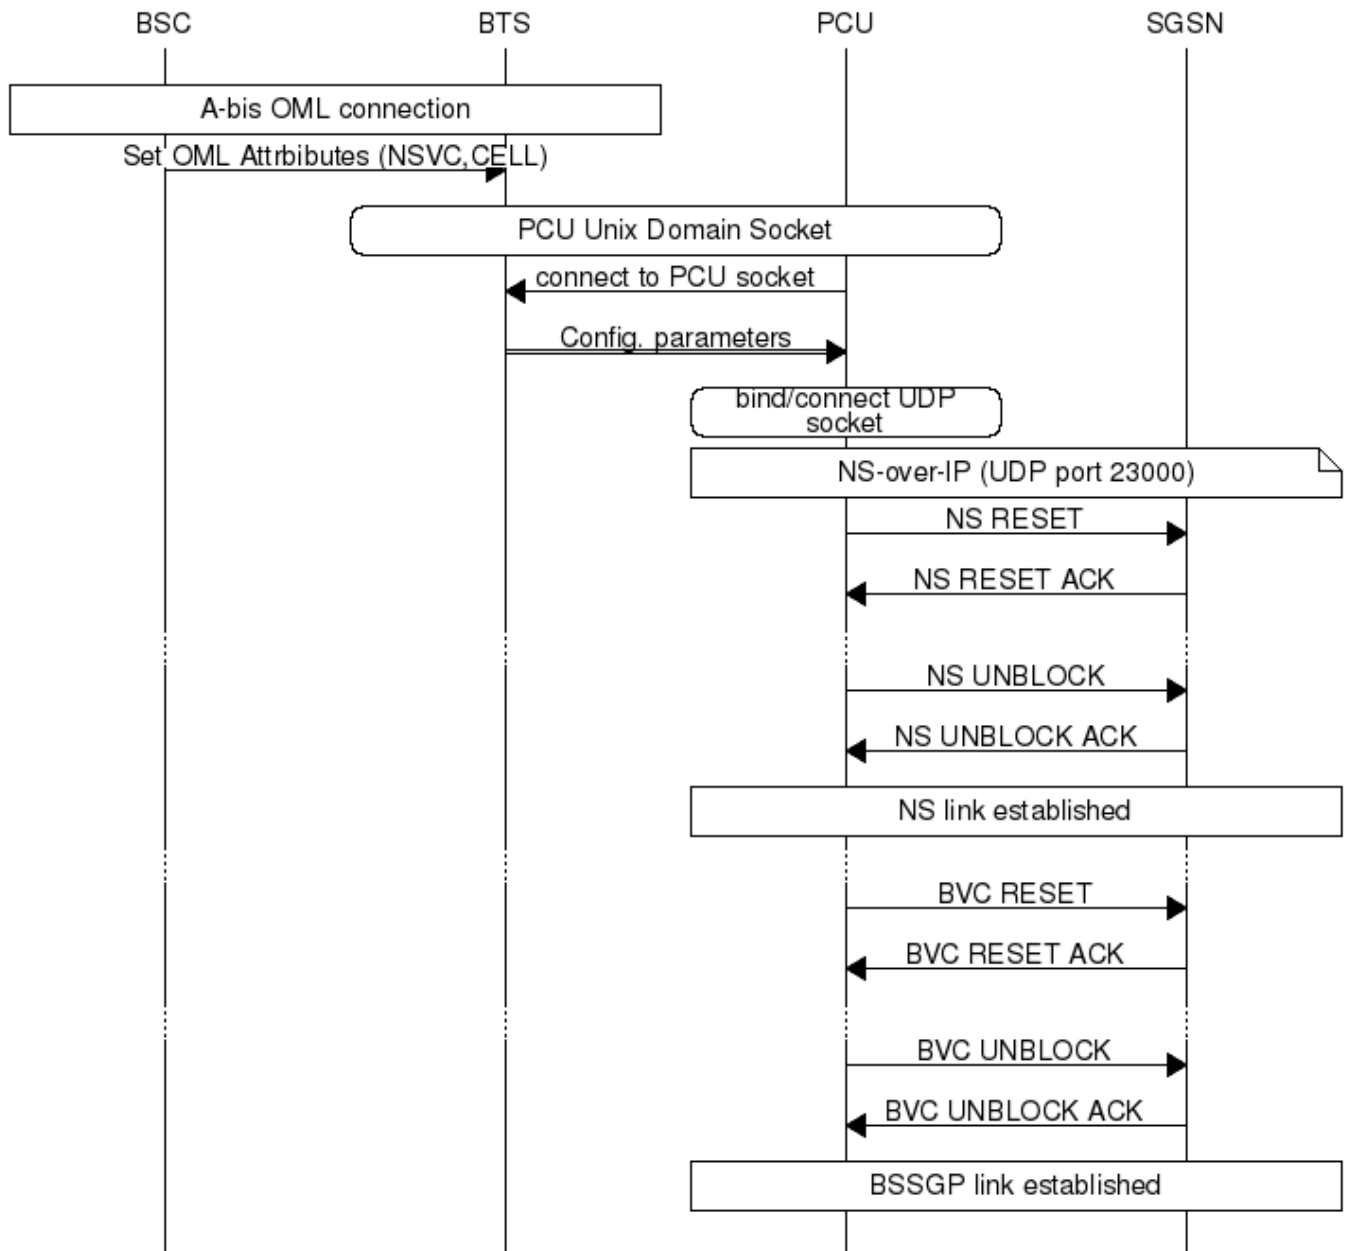 BSC BTS PCU SGSN
A-bis OML connection
Set OML Attrbibutes (NSVC,CELL)
PCU Unix Domain Socket
connect to PCU socket
Config. parameters
bind/connect UDP
socket
NS-over-IP (UDP port 23000)
NS RESET
NS RESET ACK
NS UNBLOCK
NS UNBLOCK ACK
NS link established
BVC RESET
BVC RESET ACK
BVC UNBLOCK
BVC UNBLOCK ACK
BSSGP link established